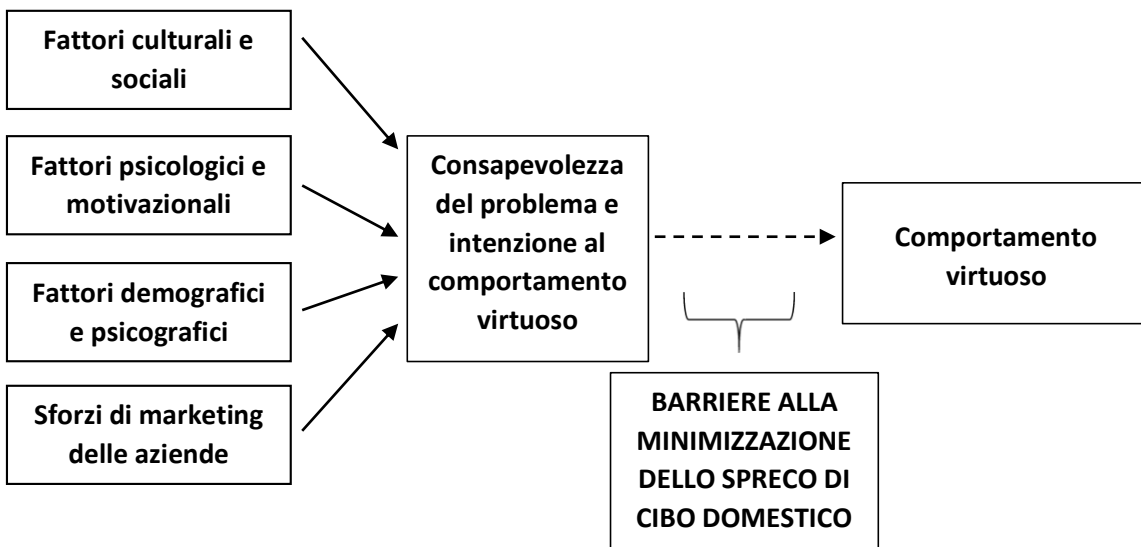 Fattori culturali e
sociali
Fattori psicologici e
motivazionali
Fattori demografici
e psicografici
Sforzi di marketing
delle aziende
Consapevolezza
del problema e
intenzione al
comportamento
virtuoso
Comportamento
virtuoso
BARRIERE ALLA
MINIMIZZAZIONE
DELLO SPRECO DI
CIBO DOMESTICO